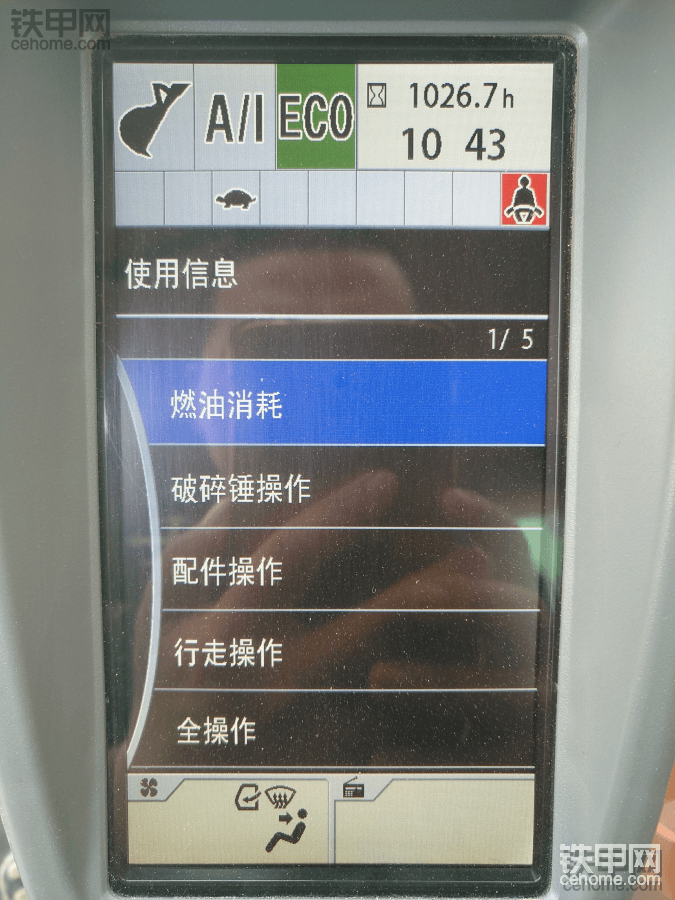 铁甲网
cehome.com
A/I ECO 1026.7h
10 43
使用信息
1/ 5
燃油消耗
破碎锤操作
配件操作
行走操作
全操作
铁甲网
cehome.com